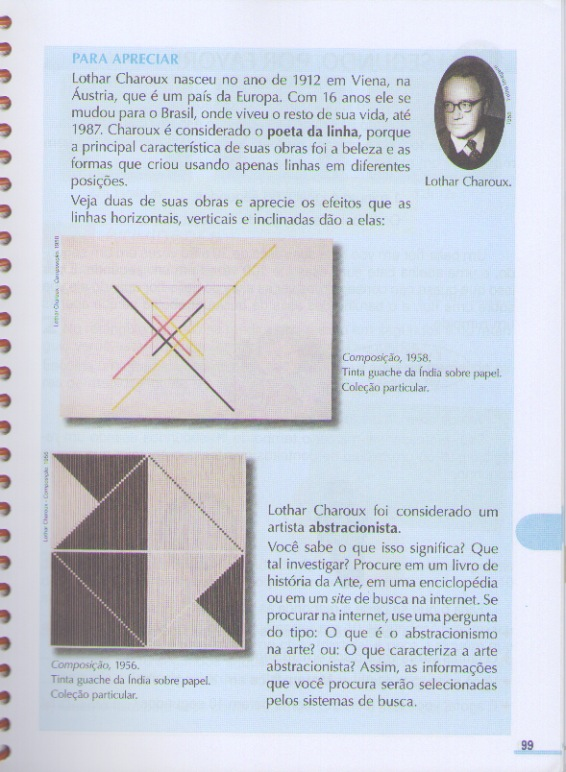 PARA APRECIAR
Lothar Charoux nasceu no ano de 1912 em Viena, na
Áustria, que é um país da Europa. Com 16 anos ele se
mudou para o Brasil, onde viveu o resto de sua vida, até
1987. Charoux é considerado o poeta da linha, porque
a principal característica de suas obras foi a beleza e as
formas que criou usando apenas linhas em diferentes
posições.
Veja duas de suas obras e aprecie os efeitos que as
linhas horizontais, verticais e inclinadas dão a elas:
Lothar Charoux.
Lothar Charoux - Composição,
Composição, 1958.
Tinta guache da Índia sobre papel.
Coleção particular.
Lothar Charoux - Composição,
Composição, 1956.
Tinta guache da Índia sobre papel.
Coleção particular.
Lothar Charoux foi considerado um
artista abstracionista.
Você sabe o que isso significa? Que
tal investigar? Procure em um livro de
história da Arte, em uma enciclopédia
ou em um site de busca na internet. Se
procurar na internet, use uma pergunta
do tipo: O que é o abstracionismo
na arte? ou: O que caracteriza a arte
abstracionista? Assim, as informações
que você procura serão selecionadas
pelos sistemas de busca.
99